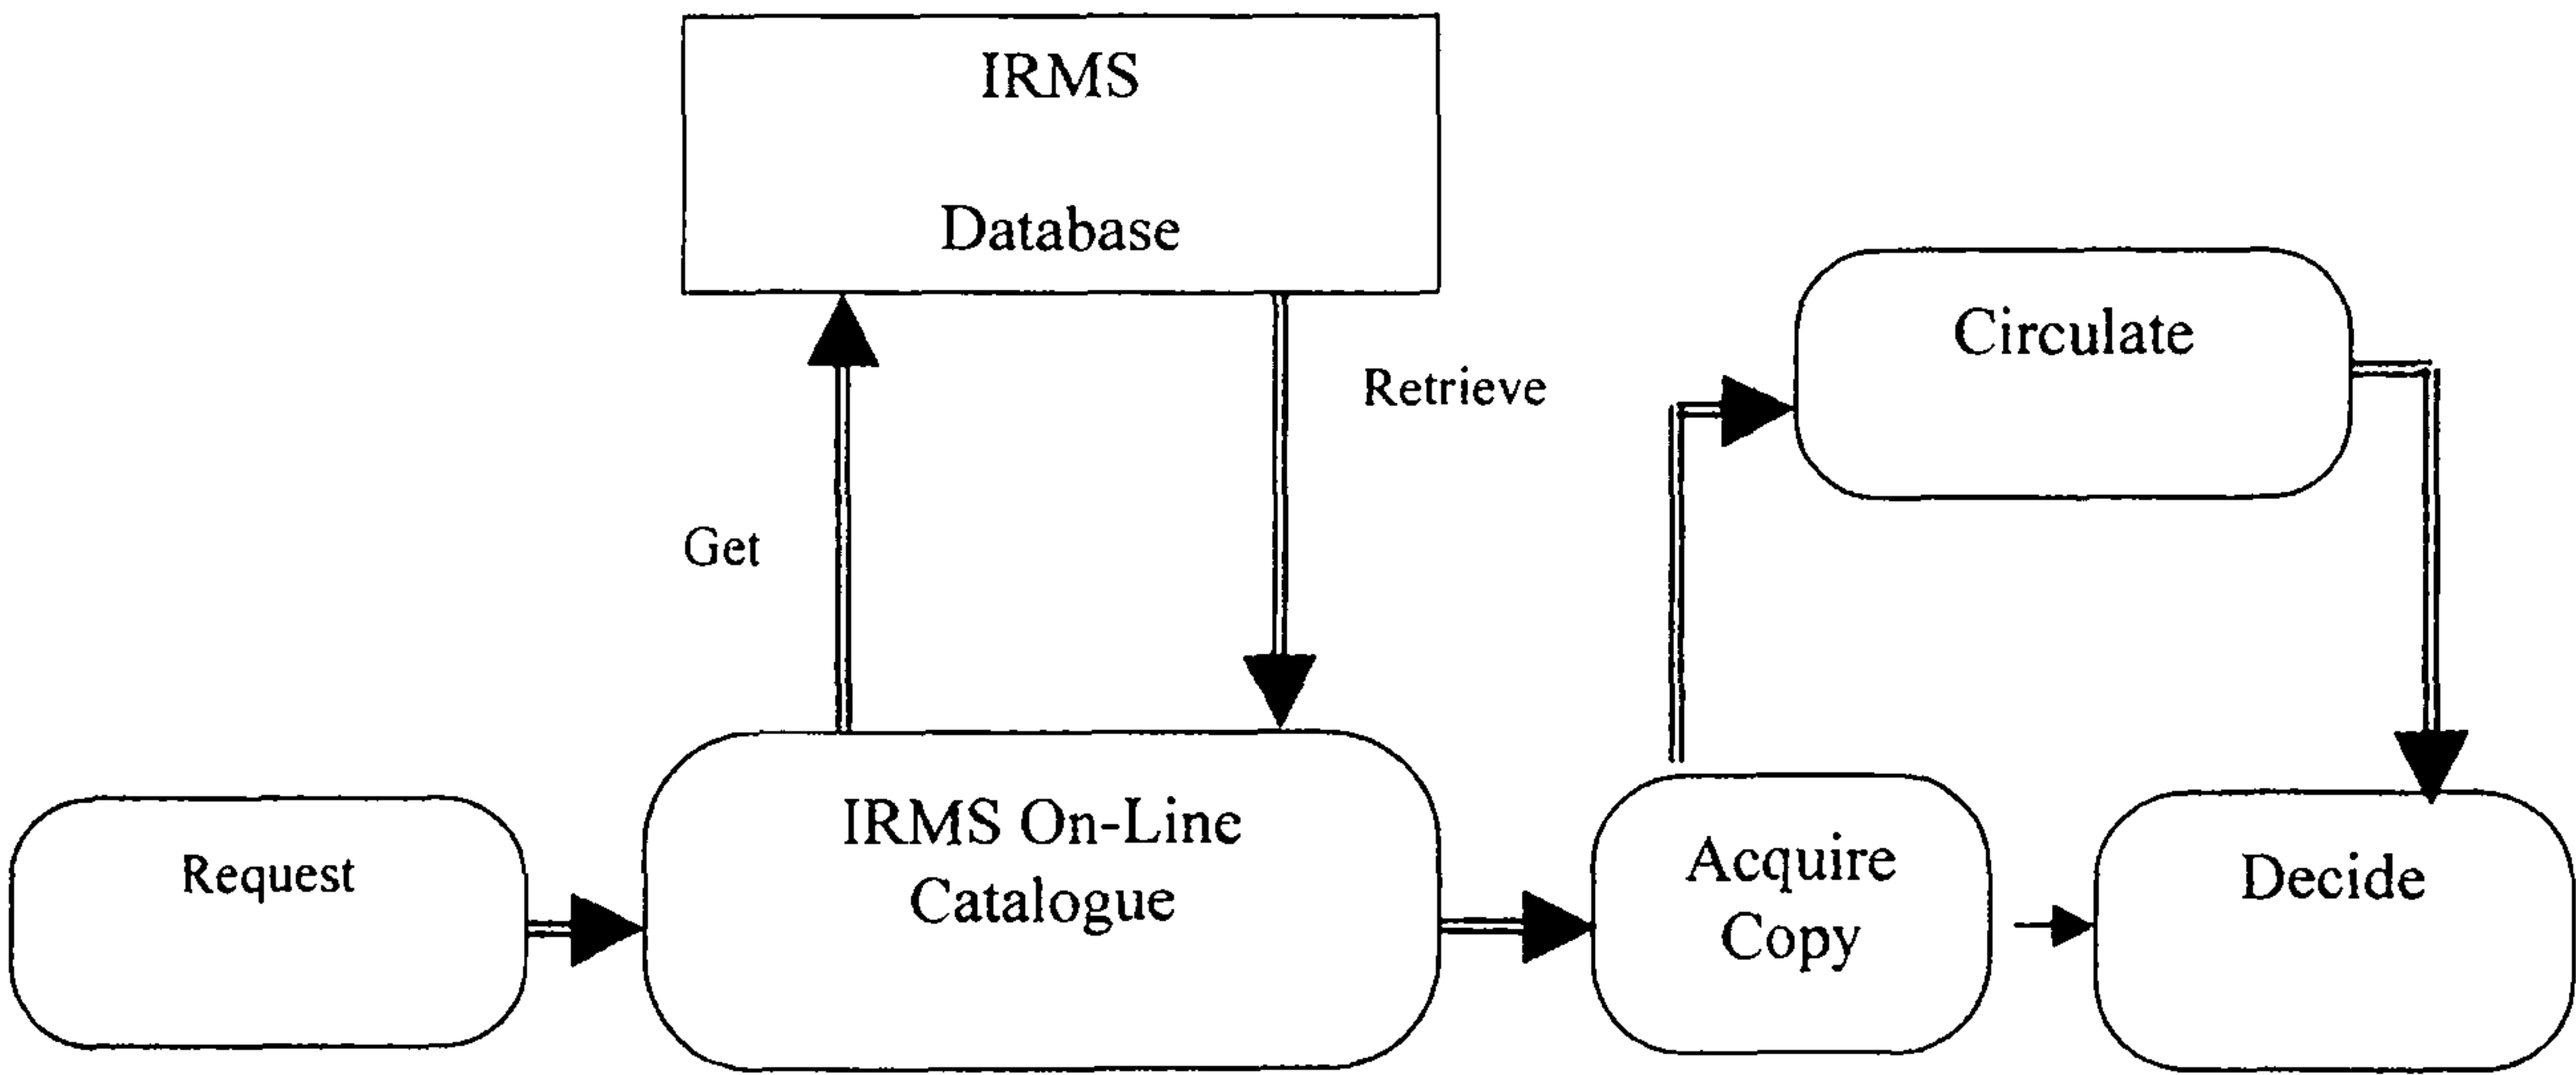 IRMS
Database
Circulate
Retrieve
Get
IRMS On-Line
Catalogue
Request
Acquire
Copy
Decide